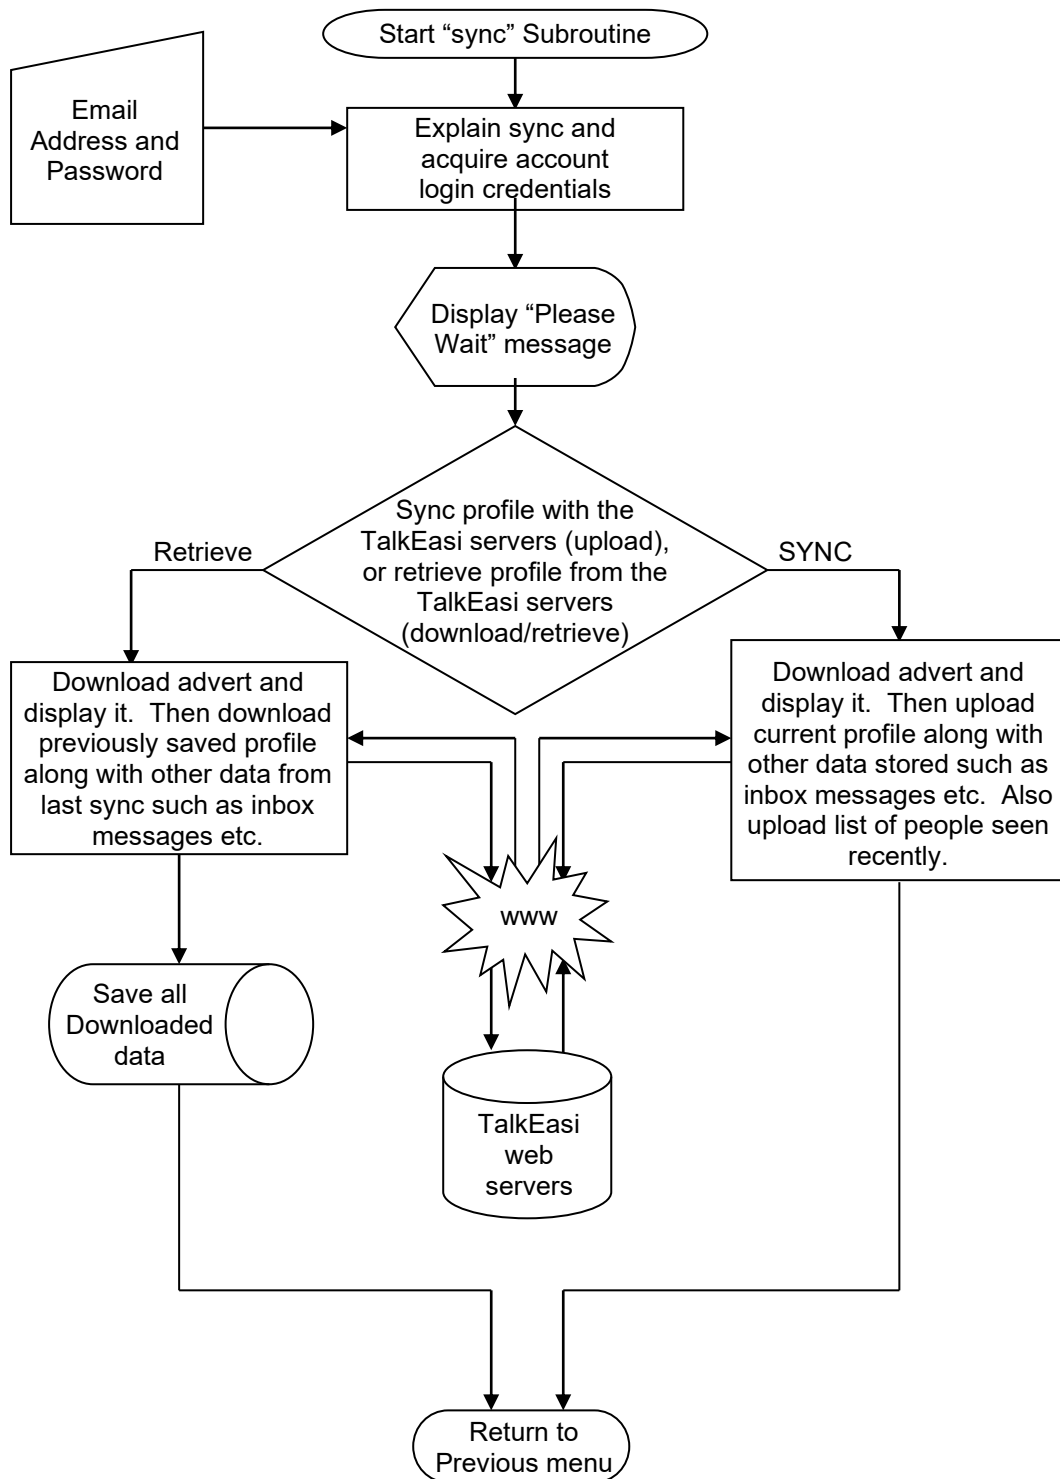 Start “sync” Subroutine
Email
Address and
Password
Explain sync and
acquire account
login credentials
Display “Please
Wait” message
Sync profile with the
TalkEasi servers (upload),
or retrieve profile from the
TalkEasi servers
(download/retrieve)
Retrieve
SYNC
Download advert and
display it.  Then download
previously saved profile
along with other data from
last sync such as inbox
messages etc.
Download advert and
display it.  Then upload
current profile along with
other data stored such as
inbox messages etc.  Also
upload list of people seen
recently.
www
Save all
Downloaded
data
TalkEasi
web
servers
Return to
Previous menu